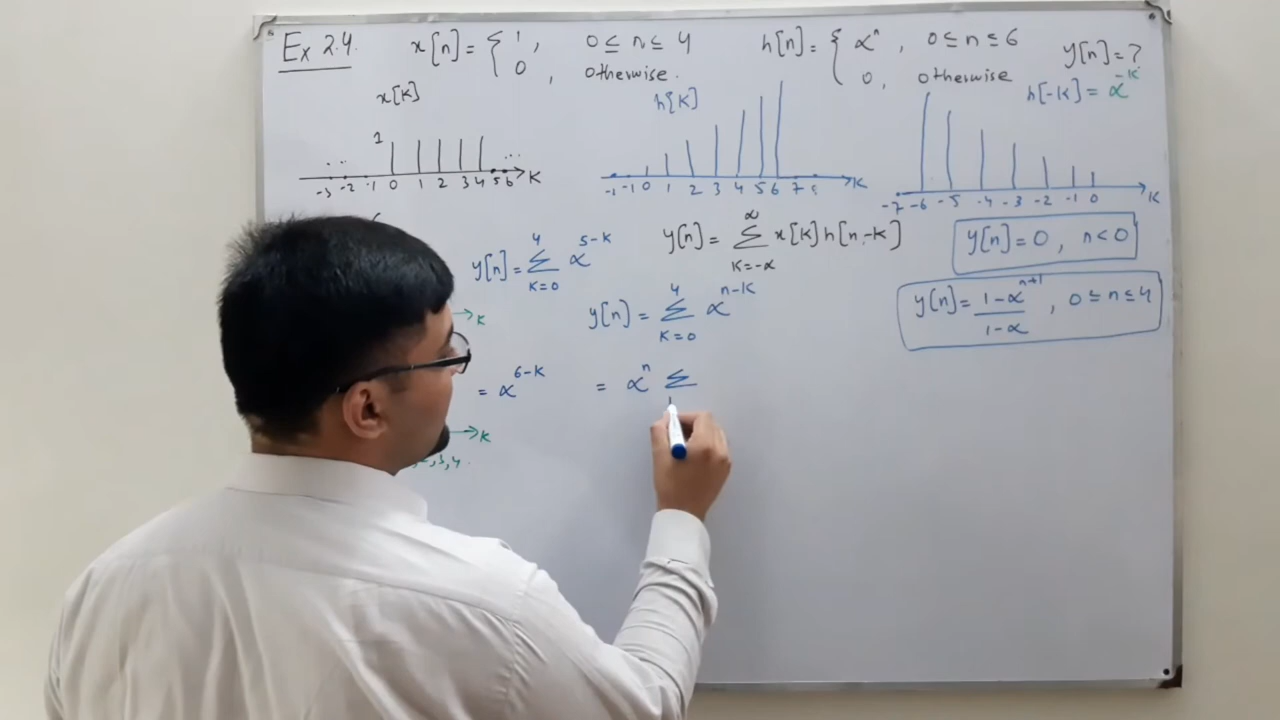 Ex 2.4.
x[n] = { 1, 0 ≤ n ≤ 4
0, otherwise.
h[n] = { α^n, 0 ≤ n ≤ 6
0, otherwise
y[n] = ?
x[k]
1
... ...
-3 -2 -1 0 1 2 3 4 5 6 K
h[k]
-1 -1 0 1 2 3 4 5 6 7 8 K
h[-k] = α^-k
-7 -6 -5 -4 -3 -2 -1 0 K
y[n] = Σ_{k=0}^{4} α^{5-k}
K
= α^{6-k}
K
,3,4.
y[n] = Σ_{k=-∞}^{∞} x[k] h[n-k]
y[n] = Σ_{k=0}^{4} α^{n-k}
= α^n Σ
y[n] = 0, n<0
y[n] = (1-α^{n+1})/(1-α), 0 ≤ n ≤ 4